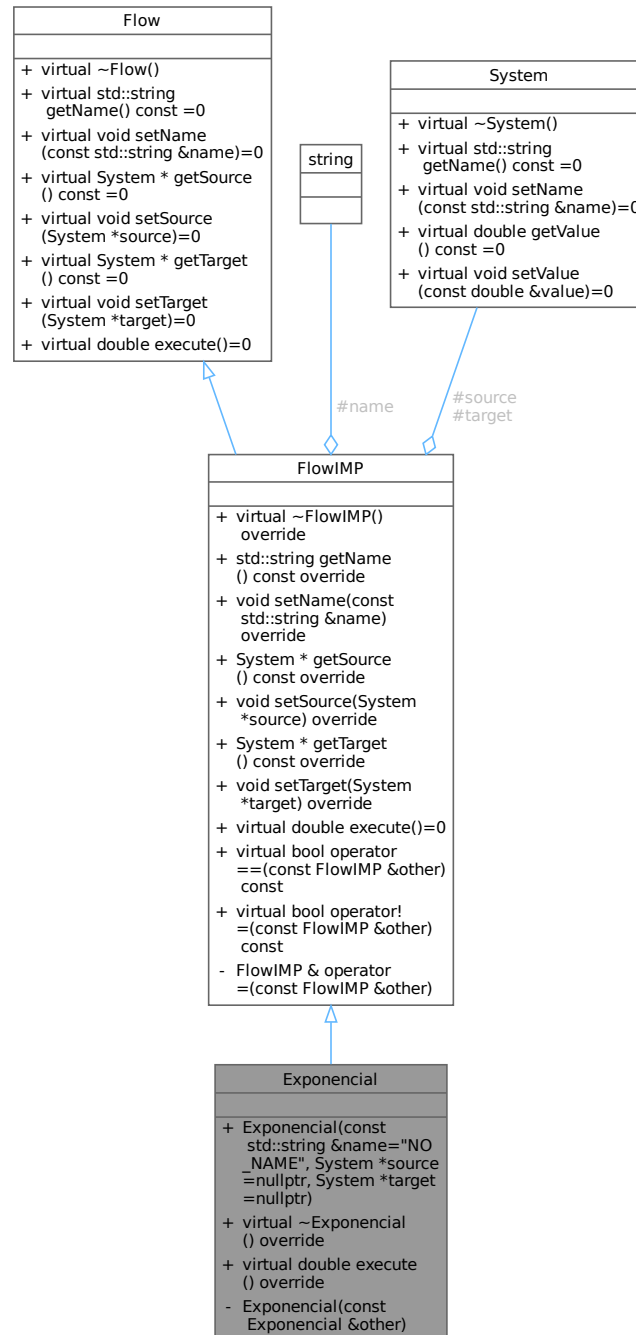 Flow
+ virtual ~Flow()
+ virtual std::string
getName() const =0
+ virtual void setName
(const std::string &name)=0
+ virtual System * getSource
() const =0
+ virtual void setSource
(System *source)=0
+ virtual System * getTarget
() const =0
+ virtual void setTarget
(System *target)=0
+ virtual double execute()=0
string
System
+ virtual ~System()
+ virtual std::string
getName() const =0
+ virtual void setName
(const std::string &name)=0
+ virtual double getValue
() const =0
+ virtual void setValue
(const double &value)=0
#name
#source
#target
FlowIMP
+ virtual ~FlowIMP()
override
+ std::string getName
() const override
+ void setName(const
std::string &name)
override
+ System * getSource
() const override
+ void setSource(System
*source) override
+ System * getTarget
() const override
+ void setTarget(System
*target) override
+ virtual double execute()=0
+ virtual bool operator
==(const FlowIMP &other)
const
+ virtual bool operator!
=(const FlowIMP &other)
const
- FlowIMP & operator
=(const FlowIMP &other)
Exponencial
+ Exponencial(const
std::string &name="NO
_NAME", System *source
=nullptr, System *target
=nullptr)
+ virtual ~Exponencial
() override
+ virtual double execute
() override
- Exponencial(const
Exponencial &other)